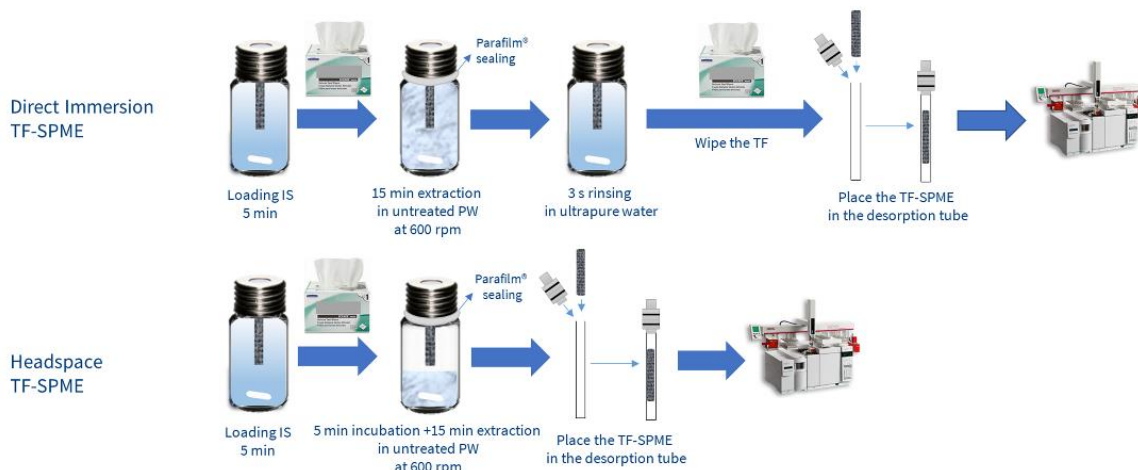 Direct Immersion
TF-SPME
Loading IS
5 min
Parafilm®
sealing
15 min extraction
in untreated PW
at 600 rpm
3 s rinsing
in ultrapure water
Wipe the TF
Place the TF-SPME
in the desorption tube
Headspace
TF-SPME
Loading IS
5 min
Parafilm®
sealing
5 min incubation +15 min extraction
in untreated PW
at 600 rpm
Place the TF-SPME
in the desorption tube